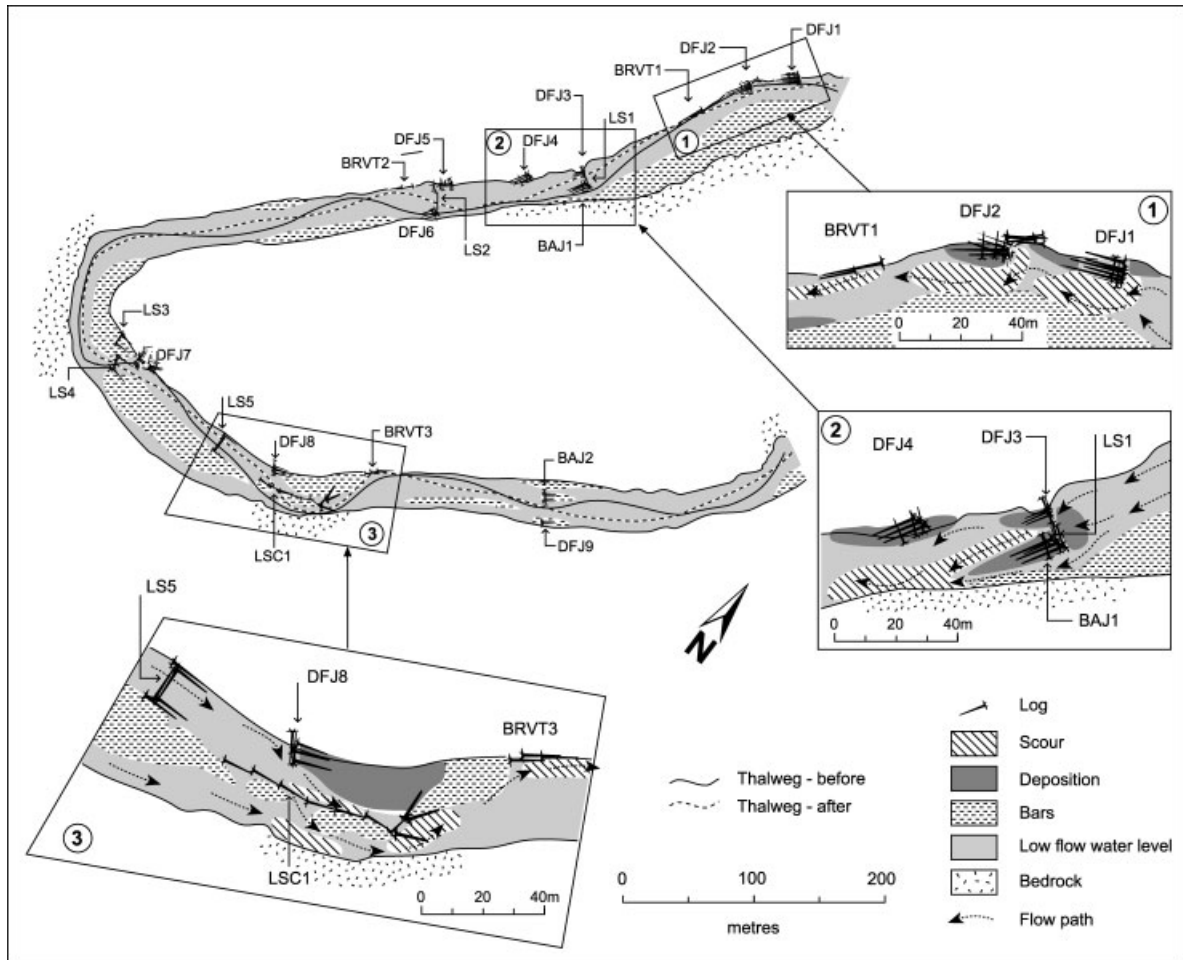 DFJ1
DFJ2
BRVT1
DFJ3
LS1
2
DFJ4
1
DFJ5
BRVT2
DFJ6
LS2
BAJ1
LS3
DFJ7
LS4
LS5
DFJ8
BRVT3
BAJ2
LSC1
3
DFJ9
1
DFJ2
BRVT1
DFJ1
0 20 40m
2
DFJ4
DFJ3
LS1
BAJ1
0 20 40m
LS5
DFJ8
BRVT3
3
LSC1
0 20 40m
N
Thalweg - before
Thalweg - after
0 100 200
metres
Log
Scour
Deposition
Bars
Low flow water level
Bedrock
Flow path